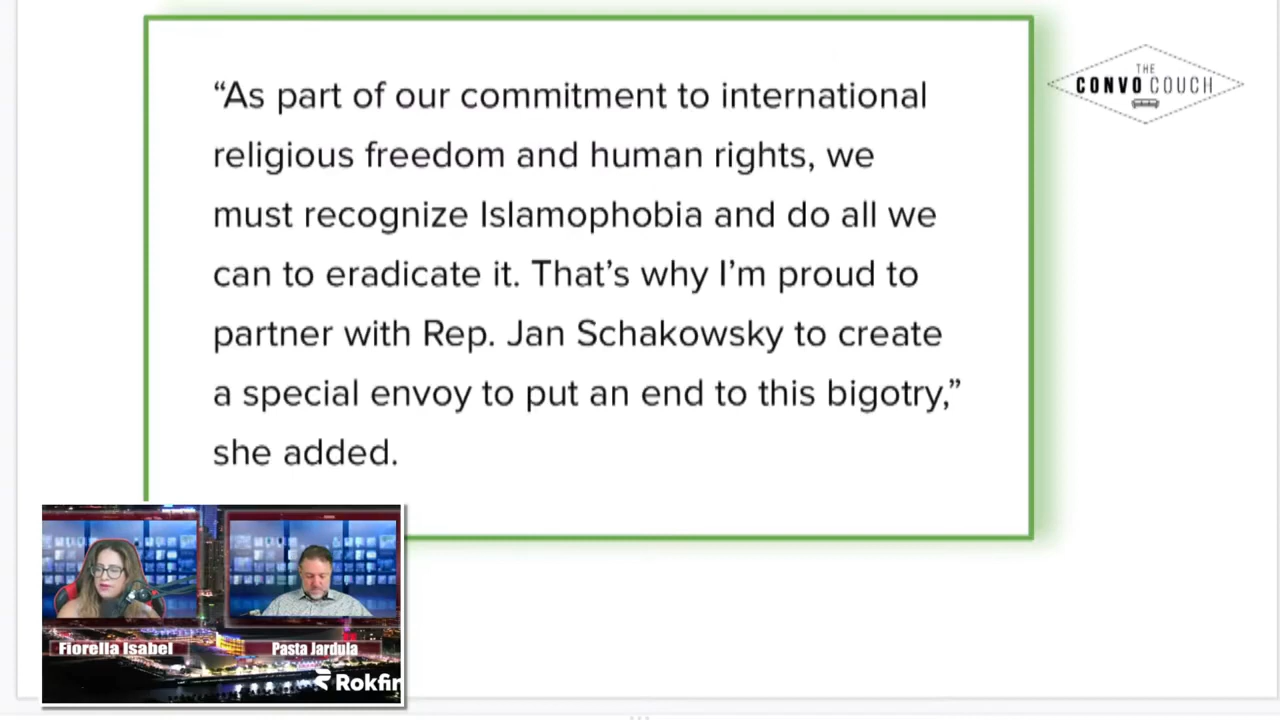 “As part of our commitment to international
religious freedom and human rights, we
must recognize Islamophobia and do all we
can to eradicate it. That’s why I’m proud to
partner with Rep. Jan Schakowsky to create
a special envoy to put an end to this bigotry,”
she added.
THE
CONVO COUCH
Fiorella Isabel
Pasta Jardula